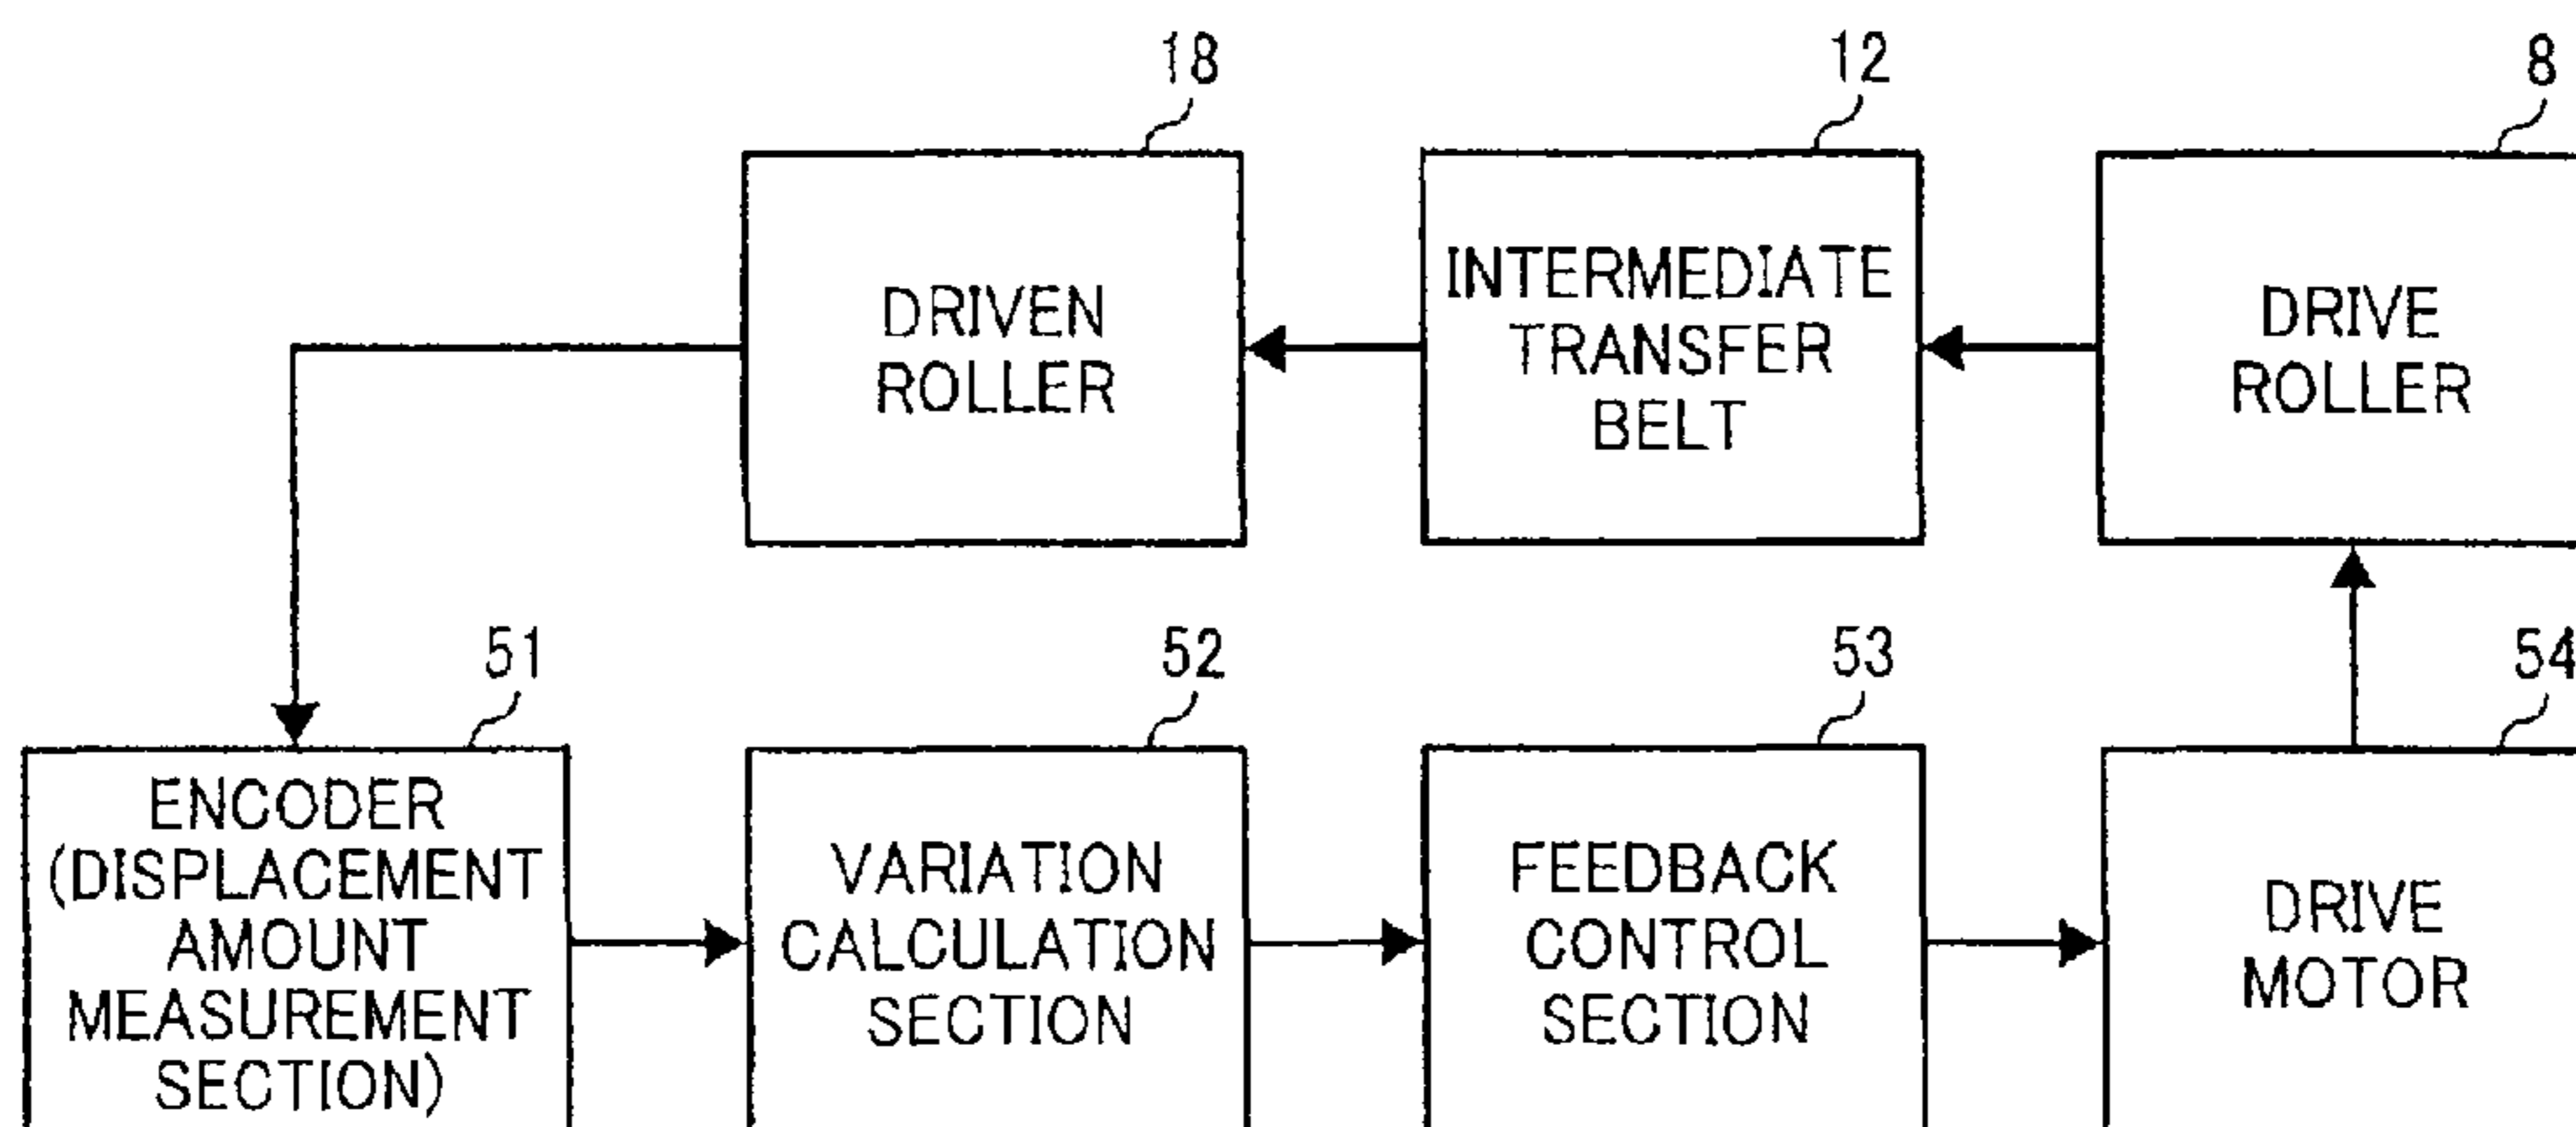 18
12
8
DRIVEN
ROLLER
INTERMEDIATE
TRANSFER
BELT
DRIVE
ROLLER
51
52
53
54
ENCODER
(DISPLACEMENT
AMOUNT
MEASUREMENT
SECTION)
VARIATION
CALCULATION
SECTION
FEEDBACK
CONTROL
SECTION
DRIVE
MOTOR